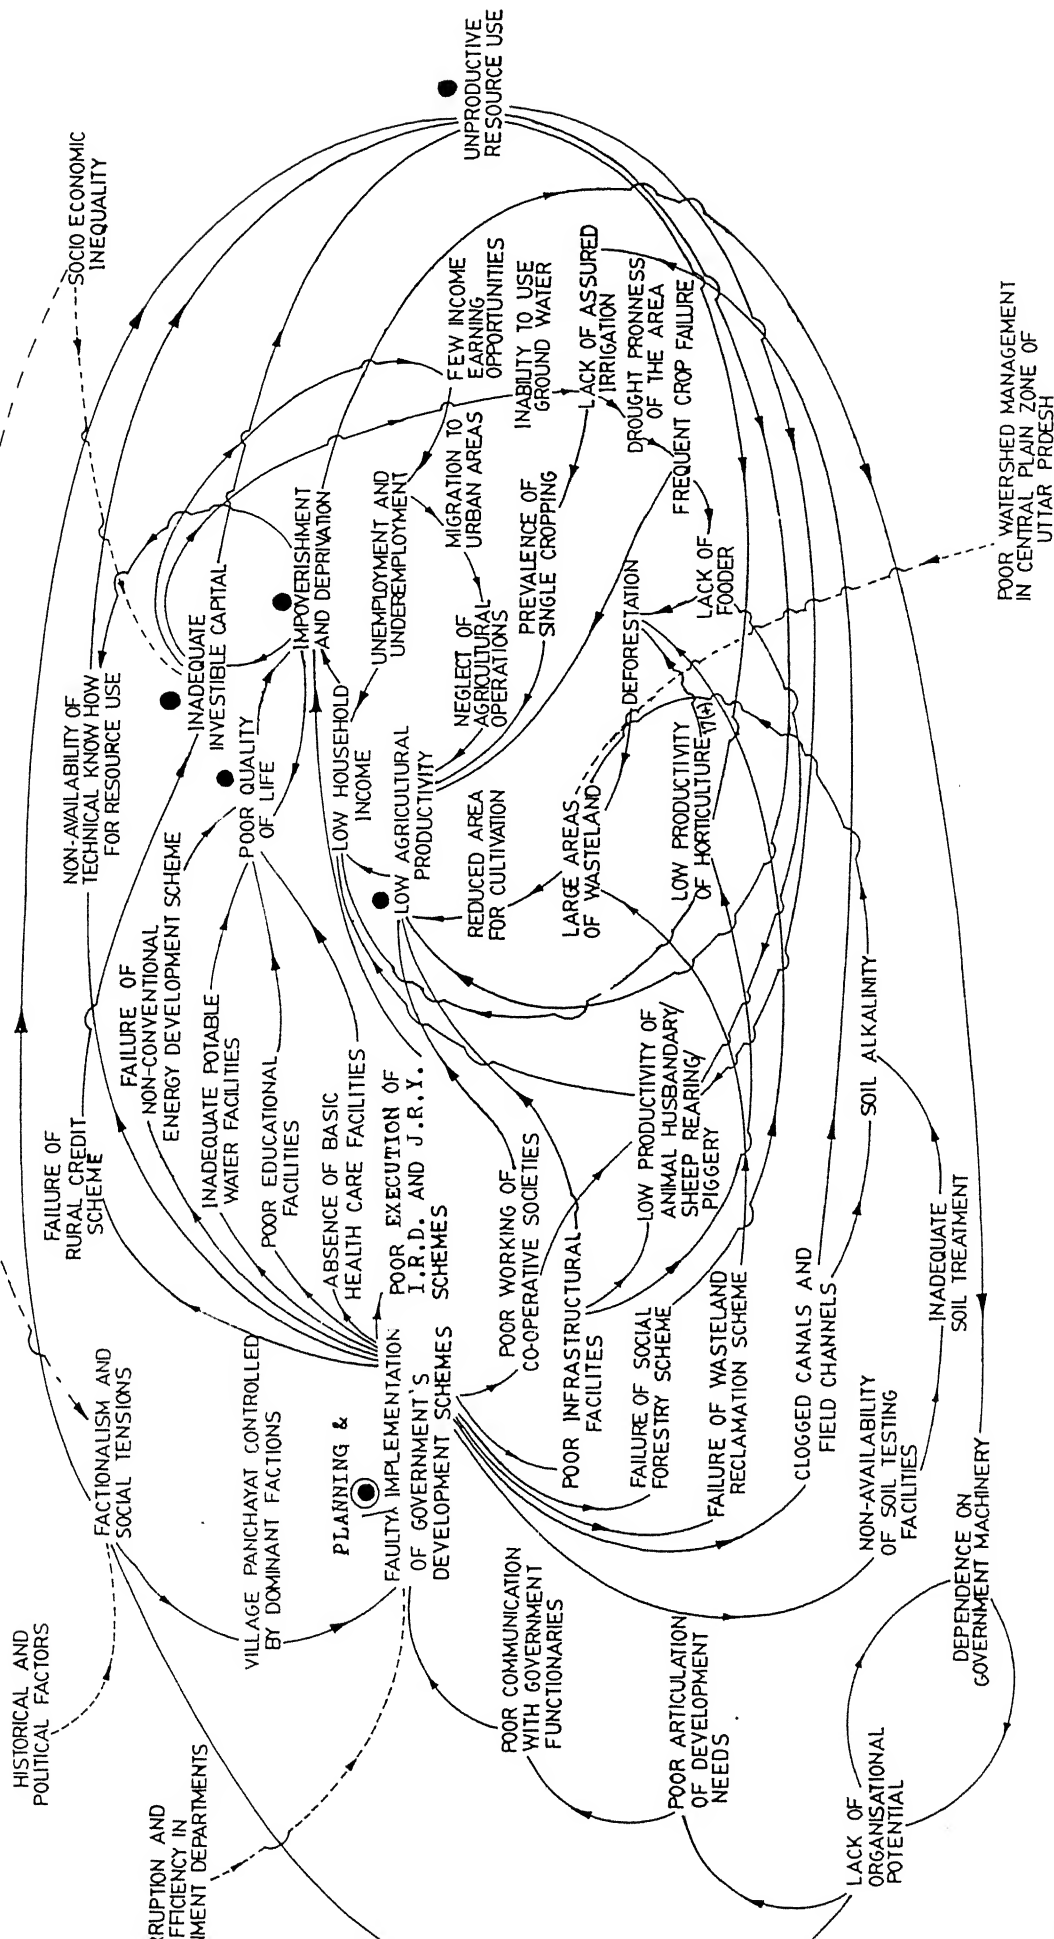 HISTORICAL AND
POLITICAL FACTORS
RRUPTION AND
FFICIENCY IN
NMENT DEPARTMENTS
FACTIONALISM AND
SOCIAL TENSIONS
FAILURE OF
RURAL CREDIT
SCHEME
NON-AVAILABILITY OF
TECHNICAL KNOW HOW
FOR RESOURCE USE
SOCIO ECONOMIC
INEQUALITY
FAILURE OF
NON-CONVENTIONAL
ENERGY DEVELOPMENT SCHEME
INADEQUATE
INVESTIBLE CAPITAL
VILLAGE PANCHAYAT CONTROLLED
BY DOMINANT FACTIONS
INADEQUATE POTABLE
WATER FACILITIES
POOR QUALITY
OF LIFE
POOR EDUCATIONAL
FACILITIES
IMPOVERISHMENT
AND DEPRIVATION
ABSENCE OF BASIC
HEALTH CARE FACILITIES
LOW HOUSEHOLD
INCOME
PLANNING &
FAULTY IMPLEMENTATION
OF GOVERNMENT'S
DEVELOPMENT SCHEMES
POOR EXECUTION OF
I.R.D. AND J.R.Y.
SCHEMES
LOW AGRICULTURAL
PRODUCTIVITY
UNEMPLOYMENT AND
UNDEREMPLOYMENT
FEW INCOME
EARNING
OPPORTUNITIES
MIGRATION TO
URBAN AREAS
UNPRODUCTIVE
RESOURCE USE
NEGLECT OF
AGRICULTURAL
OPERATIONS
REDUCED AREA
FOR CULTIVATION
PREVALENCE OF
SINGLE CROPPING
INABILITY TO USE
GROUND WATER
POOR COMMUNICATION
WITH GOVERNMENT
FUNCTIONARIES
POOR WORKING OF
CO-OPERATIVE SOCIETIES
POOR INFRASTRUCTURAL
FACILITES
LARGE AREAS
OF WASTELAND
LACK OF ASSURED
IRRIGATION
DEFORESTATION
DROUGHT PRONNESS
OF THE AREA
FAILURE OF SOCIAL
FORESTRY SCHEME
LOW PRODUCTIVITY OF
ANIMAL HUSBANDARY/
SHEEP REARING/
PIGGERY
LOW PRODUCTIVITY
OF HORTICULTURE
FREQUENT CROP FAILURE
LACK OF
FOODER
POOR ARTICULATION
OF DEVELOPMENT
NEEDS
FAILURE OF WASTELAND
RECLAMATION SCHEME
CLOGGED CANALS AND
FIELD CHANNELS
SOIL ALKALINITY
LACK OF
ORGANISATIONAL
POTENTIAL
NON-AVAILABILITY
OF SOIL TESTING
FACILITIES
INADEQUATE
SOIL TREATMENT
DEPENDENCE ON
GOVERNMENT MACHINERY
POOR WATERSHED MANAGEMENT
IN CENTRAL PLAIN ZONE OF
UTTAR PRDESH